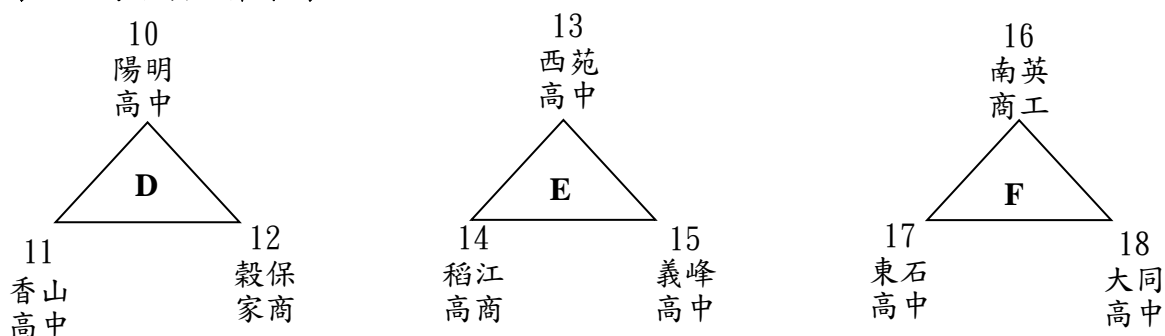 10
陽明
高中
D
11
香山
高中
12
穀保
家商
13
西苑
高中
E
14
稻江
高商
15
義峰
高中
16
南英
商工
F
17
東石
高中
18
大同
高中